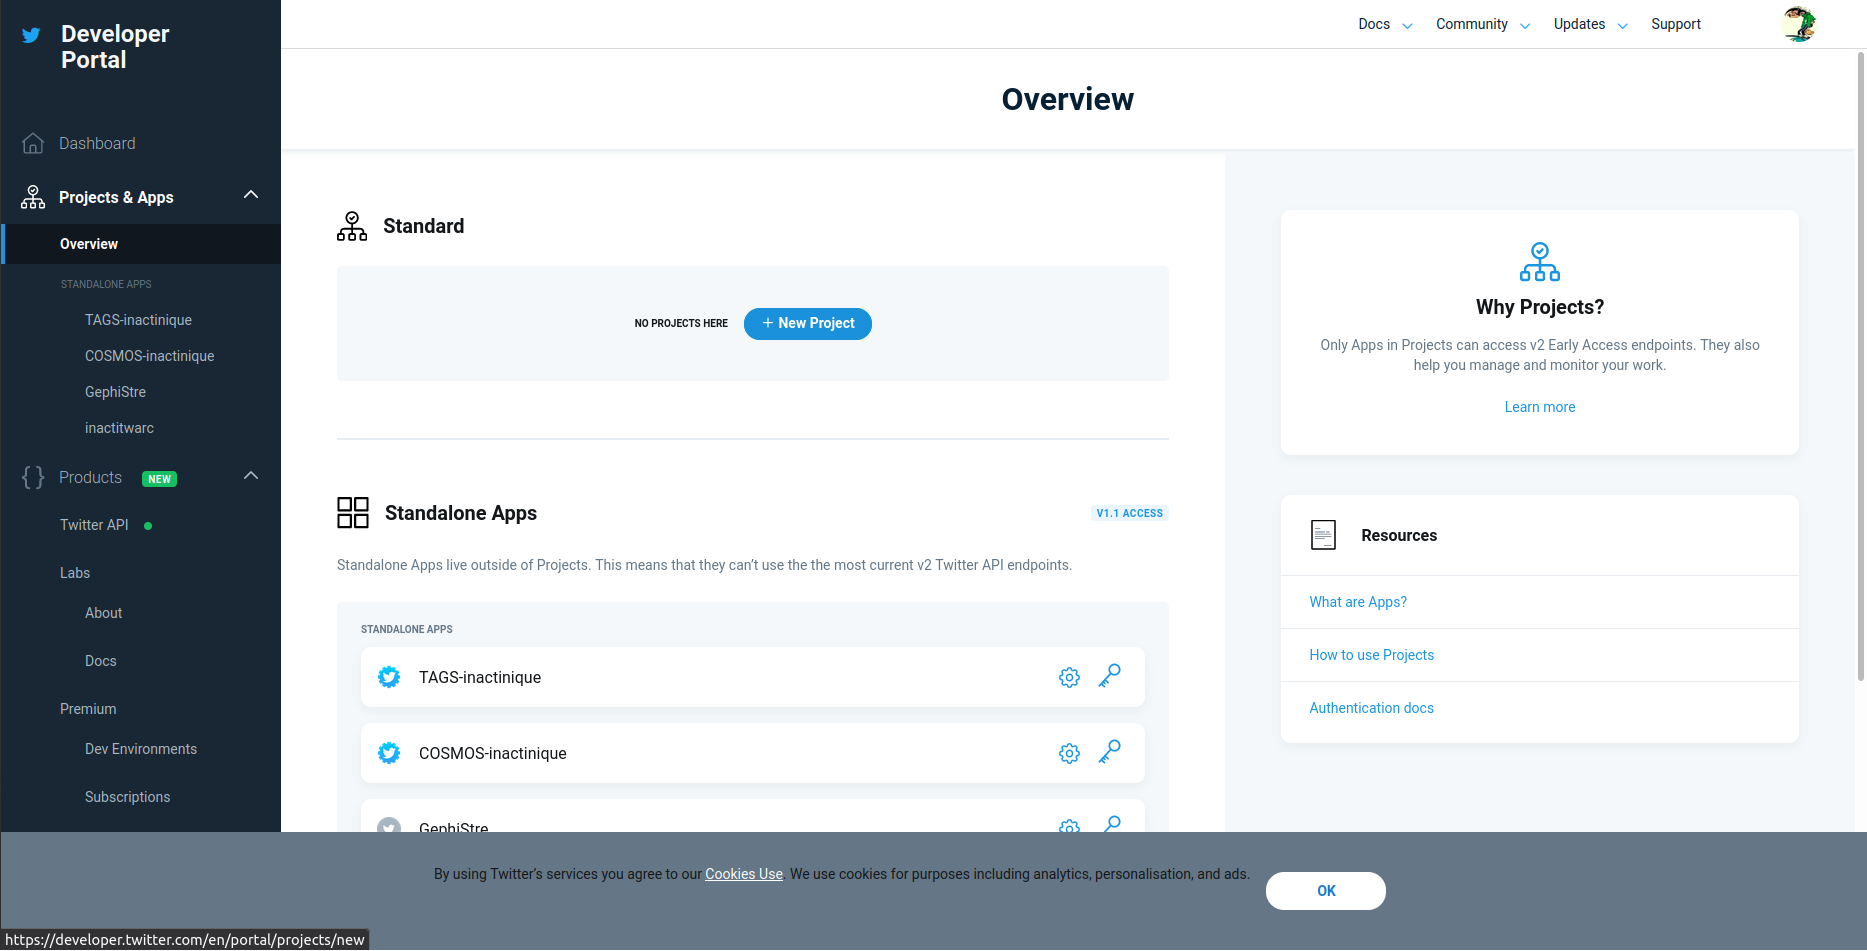 Developer
Portal
Docs
Community
Updates
Support
Overview
Dashboard
Projects & Apps
Overview
STANDALONE APPS
TAGS-inactinique
COSMOS-inactinique
GephiStre
inactitwarc
Products NEW
Twitter API
Labs
About
Docs
Premium
Dev Environments
Subscriptions
Standard
NO PROJECTS HERE
+ New Project
Standalone Apps
V1.1 ACCESS
Standalone Apps live outside of Projects. This means that they can’t use the the most current v2 Twitter API endpoints.
STANDALONE APPS
TAGS-inactinique
COSMOS-inactinique
GephiStre
Why Projects?
Only Apps in Projects can access v2 Early Access endpoints. They also
help you manage and monitor your work.
Learn more
Resources
What are Apps?
How to use Projects
Authentication docs
By using Twitter’s services you agree to our Cookies Use. We use cookies for purposes including analytics, personalisation, and ads.
OK
https://developer.twitter.com/en/portal/projects/new